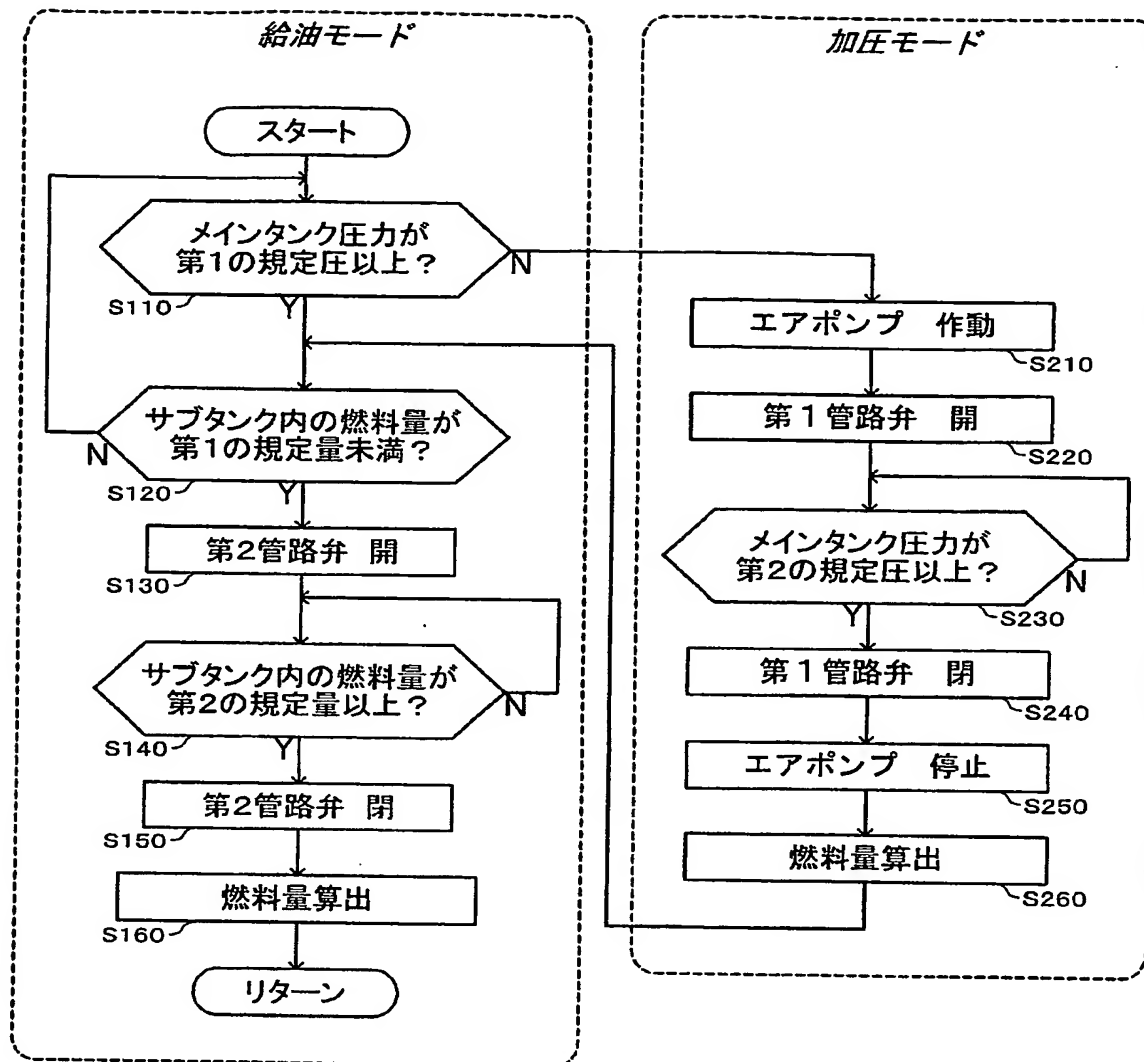 給油モード
スタート
メインタンク圧力が
第1の規定圧以上?
N
S110
Y
サブタンク内の燃料量が
第1の規定量未満?
N
S120
Y
第2管路弁 開
S130
サブタンク内の燃料量が
第2の規定量以上?
N
S140
Y
第2管路弁 閉
S150
燃料量算出
S160
リターン
加圧モード
エアポンプ 作動
S210
第1管路弁 開
S220
メインタンク圧力が
第2の規定圧以上?
N
S230
Y
第1管路弁 閉
S240
エアポンプ 停止
S250
燃料量算出
S260